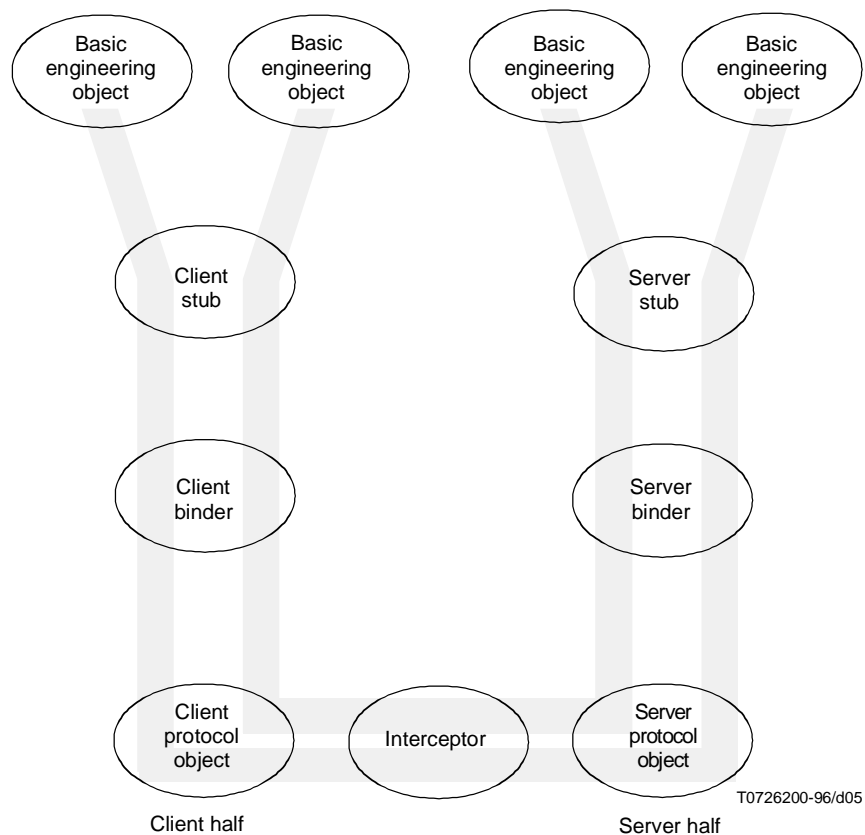 Basic
engineering
object
Basic
engineering
object
Basic
engineering
object
Basic
engineering
object
Client
stub
Server
stub
Client
binder
Server
binder
Client
protocol
object
Interceptor
Server
protocol
object
T0726200-96/d05
Client half
Server half